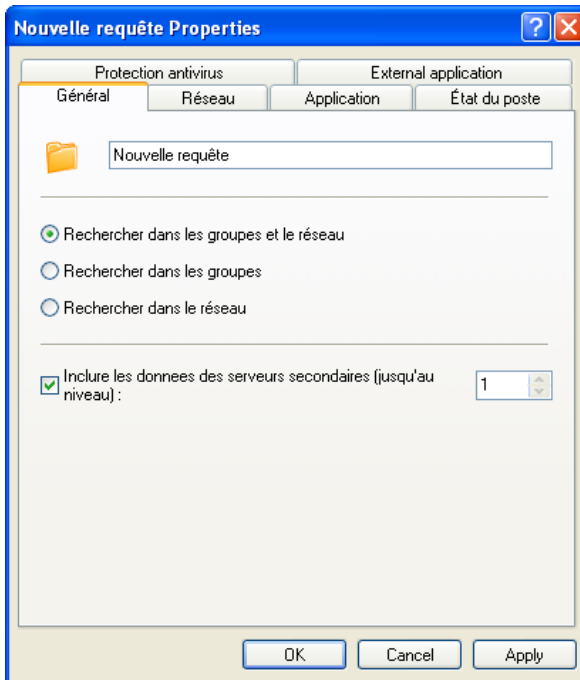 Nouvelle requête Properties
Protection antivirus
External application
Général
Réseau
Application
État du poste
Nouvelle requête
Rechercher dans les groupes et le réseau
Rechercher dans les groupes
Rechercher dans le réseau
Inclure les donnees des serveurs secondaires (jusqu'au
niveau) :
1
OK
Cancel
Apply